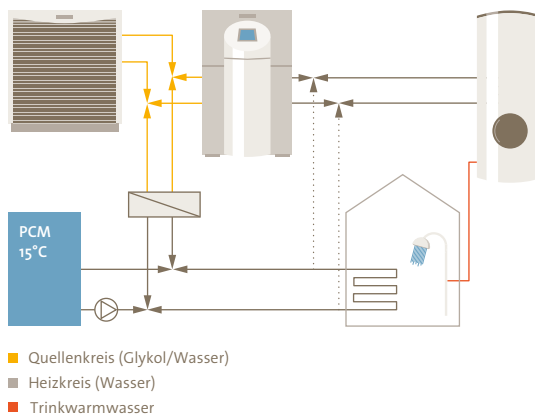 PCM
15°C
Quellenkreis (Glykol/Wasser)
Heizkreis (Wasser)
Trinkwarmwasser